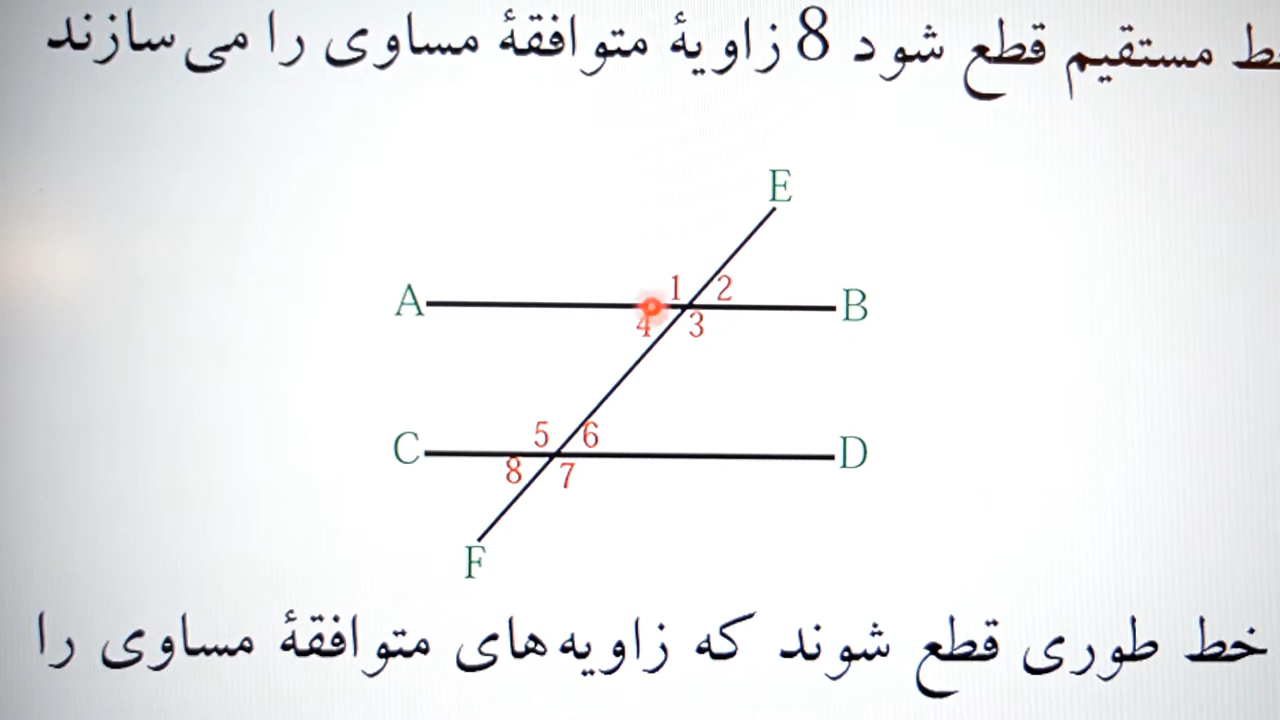 مستقیم قطع شود 8 زاویهٔ متوافقهٔ مساوی را می‌سازند
E
1 2
A B
4 3
5 6
C D
8 7
F
خط طوری قطع شوند که زاویه‌های متوافقهٔ مساوی را